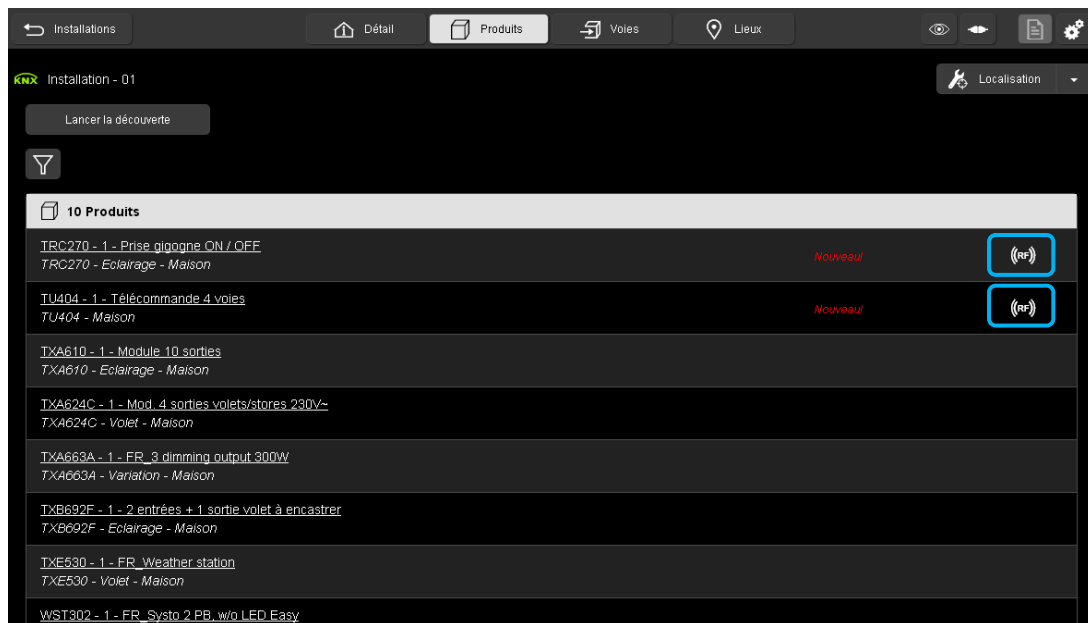 Installations
Détail
Produits
Voies
Lieux
KNX Installation - 01
Localisation
Lancer la découverte
10 Produits
TRC270 - 1 - Prise gigogne ON / OFF
TRC270 - Eclairage - Maison
Nouveau!
((RF))
TU404 - 1 - Télécommande 4 voies
TU404 - Maison
Nouveau!
((RF))
TXA610 - 1 - Module 10 sorties
TXA610 - Eclairage - Maison
TXA624C - 1 - Mod. 4 sorties volets/stores 230V~
TXA624C - Volet - Maison
TXA663A - 1 - FR_3 dimming output 300W
TXA663A - Variation - Maison
TXB692F - 1 - 2 entrées + 1 sortie volet à encastrer
TXB692F - Eclairage - Maison
TXE530 - 1 - FR_Weather station
TXE530 - Volet - Maison
WST302 - 1 - FR_Systo 2 PB, w/o LED Easy